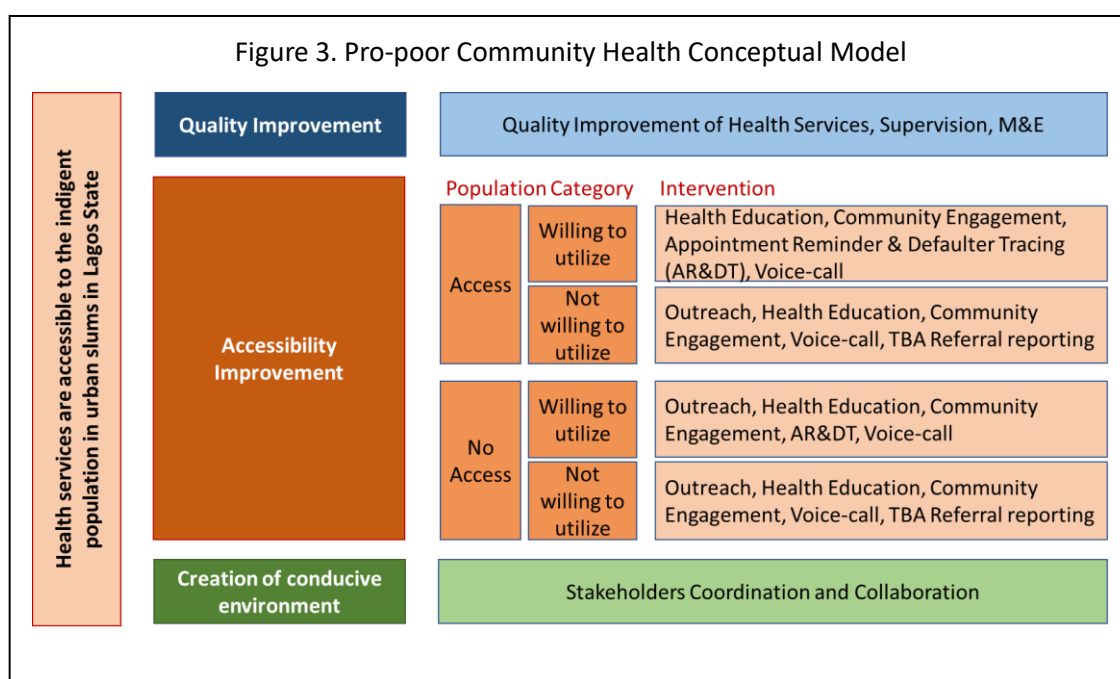 Figure 3. Pro-poor Community Health Conceptual Model
Health services are accessible to the indigent
population in urban slums in Lagos State
Quality Improvement
Quality Improvement of Health Services, Supervision, M&E
Accessibility
Improvement
Population Category
Intervention
Access
Willing to
utilize
Health Education, Community Engagement,
Appointment Reminder & Defaulter Tracing
(AR&DT), Voice-call
Not
willing to
utilize
Outreach, Health Education, Community
Engagement, Voice-call, TBA Referral reporting
No
Access
Willing to
utilize
Outreach, Health Education, Community
Engagement, AR&DT, Voice-call
Not
willing to
utilize
Outreach, Health Education, Community
Engagement, Voice-call, TBA Referral reporting
Creation of conducive
environment
Stakeholders Coordination and Collaboration